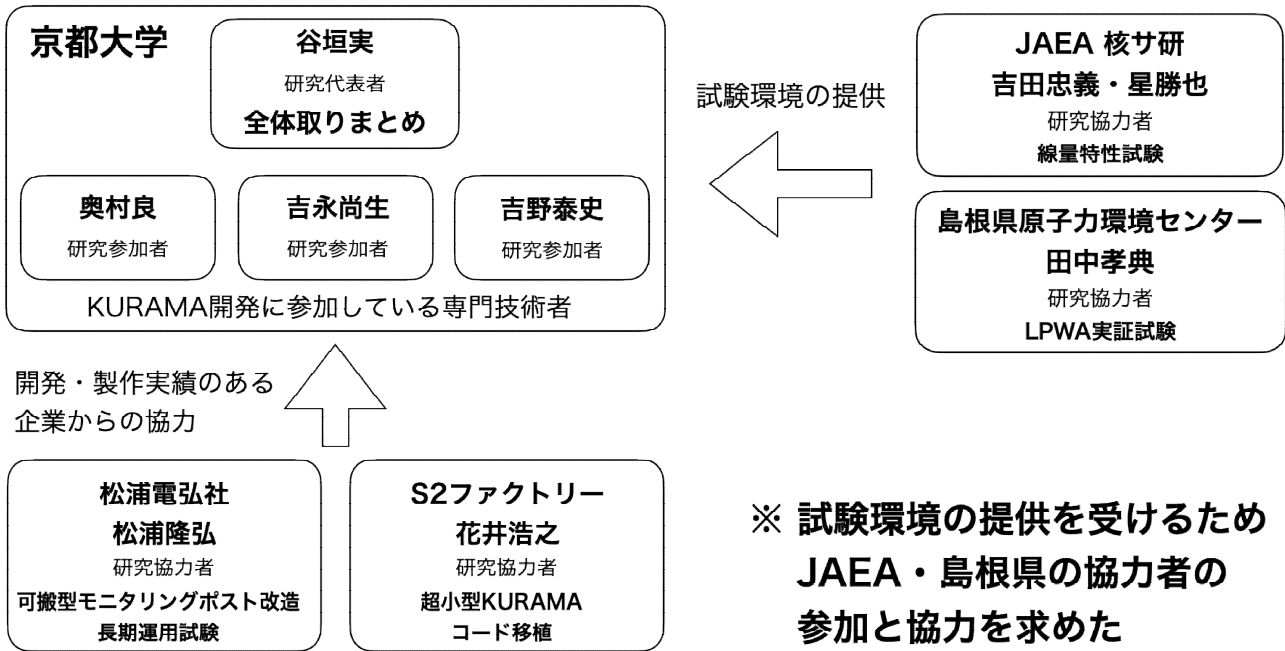 京都大学
谷垣実
研究代表者
全体取りまとめ
奥村良
研究参加者
吉永尚生
研究参加者
吉野泰史
研究参加者
KURAMA開発に参加している専門技術者
試験環境の提供
JAEA 核サ研
吉田忠義・星勝也
研究協力者
線量特性試験
島根県原子力環境センター
田中孝典
研究協力者
LPWA実証試験
開発・製作実績のある
企業からの協力
松浦電弘社
松浦隆弘
研究協力者
可搬型モニタリングポスト改造
長期運用試験
S2ファクトリー
花井浩之
研究協力者
超小型KURAMA
コード移植
※ 試験環境の提供を受けるため
JAEA・島根県の協力者の
参加と協力を求めた